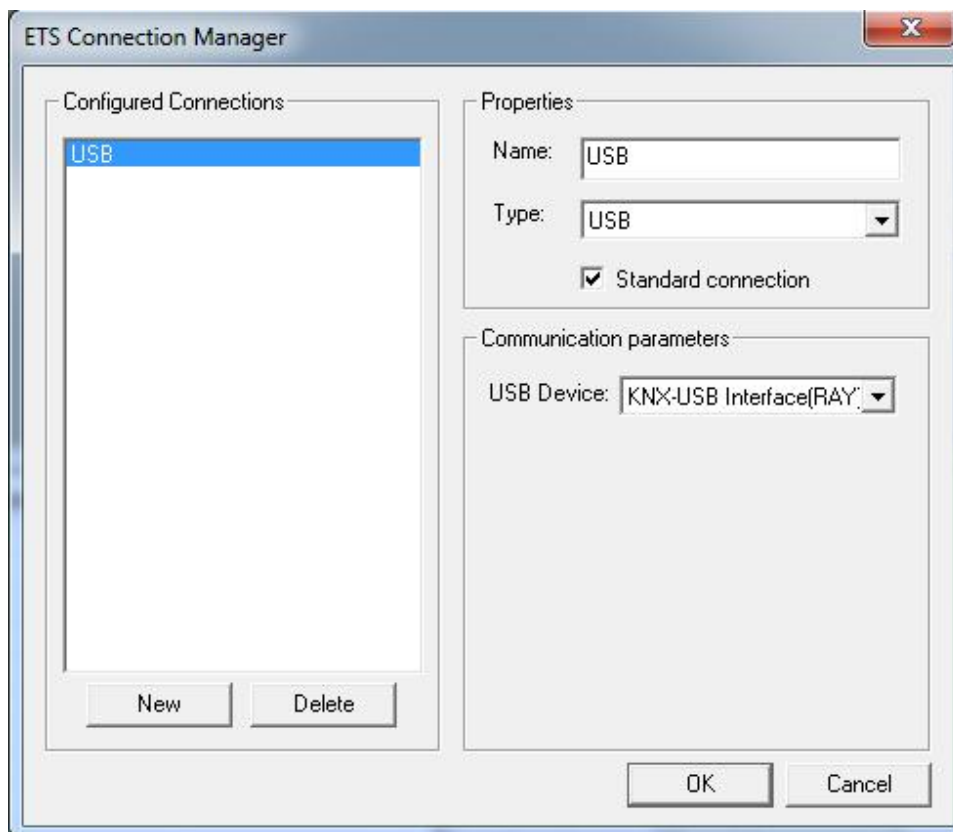 ETS Connection Manager
Configured Connections
USB
New
Delete
Properties
Name:
USB
Type:
USB
Standard connection
Communication parameters
USB Device:
KNX-USB Interface(RAY)
OK
Cancel